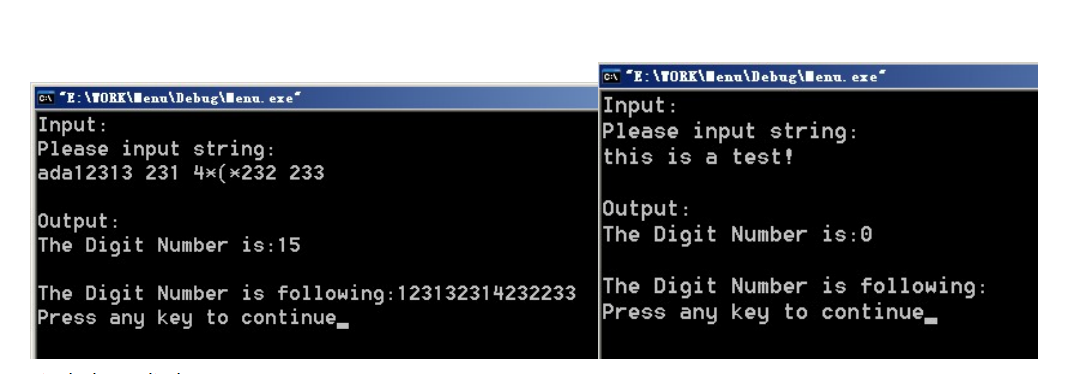 "E:\WORK\Menu\Debug\Menu.exe"
Input:
Please input string:
ada12313 231 4*(*232 233
Output:
The Digit Number is:15
The Digit Number is following:123132314232233
Press any key to continue_
"E:\WORK\Menu\Debug\Menu.exe"
Input:
Please input string:
this is a test!
Output:
The Digit Number is:0
The Digit Number is following:
Press any key to continue_